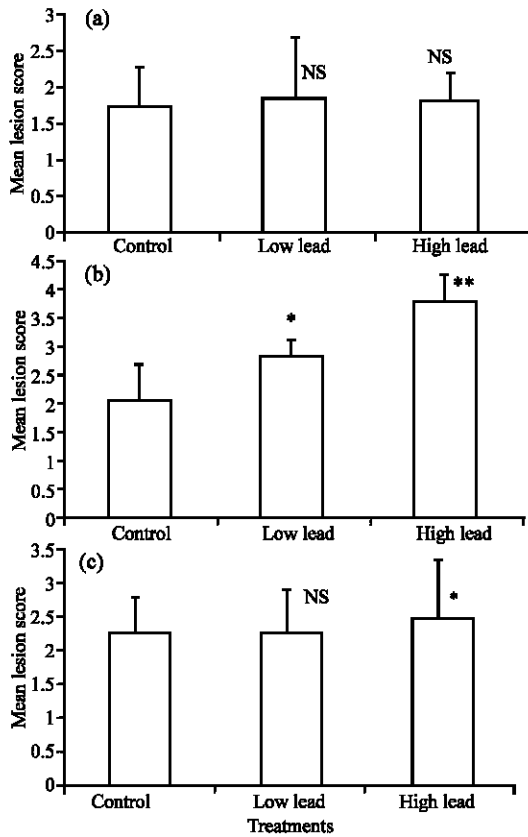 (a)
Mean lesion score
3
2.5
2
1.5
1
0.5
0
NS
NS
Control Low lead High lead
(b)
Mean lesion score
4.5
4
3.5
3
2.5
2
1.5
1
0.5
0
*
**
Control Low lead High lead
(c)
Mean lesion score
3.5
3
2.5
2
1.5
1
0.5
0
NS
*
Control Low lead High lead
Treatments